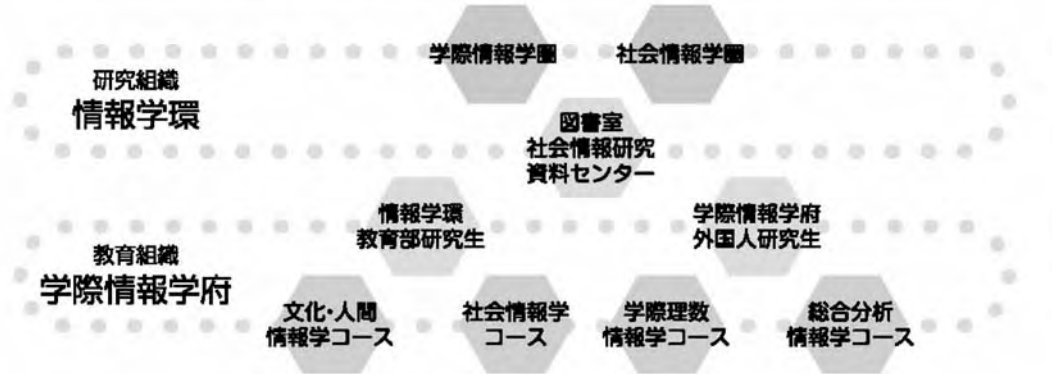 学際情報学圏
社会情報学圏
研究組織
情報学環
図書室
社会情報研究
資料センター
情報学環
教育部研究生
学際情報学府
外国人研究生
教育組織
学際情報学府
文化・人間
情報学コース
社会情報学
コース
学際理数
情報学コース
総合分析
情報学コース